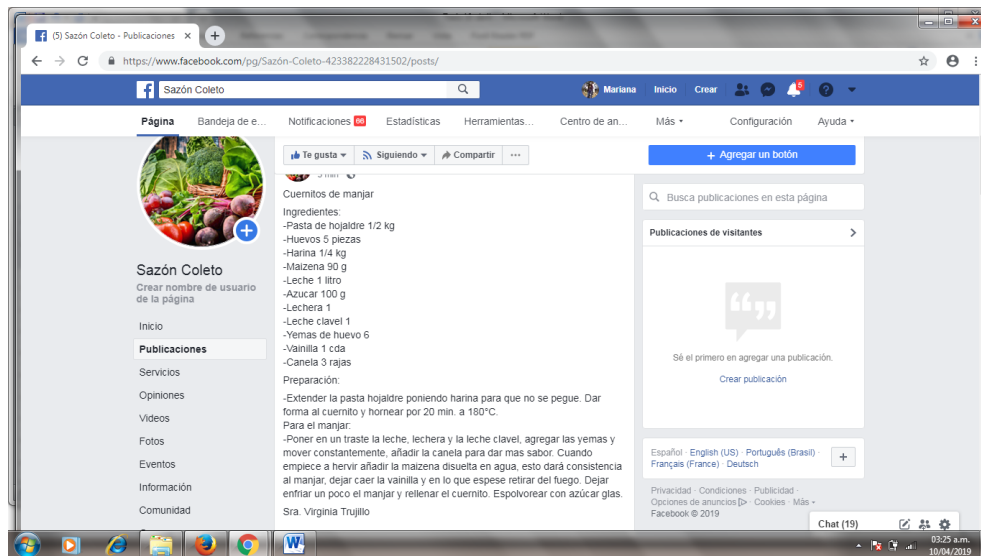 (5) Sazón Coleto - Publicaciones
https://www.facebook.com/pg/Sazón-Coleto-423382228431502/posts/
Sazón Coleto
Mariana
Inicio
Crear
5
Página
Bandeja de e...
Notificaciones 66
Estadísticas
Herramientas...
Centro de an...
Más
Configuración
Ayuda
Te gusta
Siguiendo
Compartir
+ Agregar un botón
5 min
Sazón Coleto
Crear nombre de usuario
de la página
Inicio
Publicaciones
Servicios
Opiniones
Videos
Fotos
Eventos
Información
Comunidad
Cuernitos de manjar
Ingredientes:
-Pasta de hojaldre 1/2 kg
-Huevos 5 piezas
-Harina 1/4 kg
-Maizena 90 g
-Leche 1 litro
-Azucar 100 g
-Lechera 1
-Leche clavel 1
-Yemas de huevo 6
-Vainilla 1 cda
-Canela 3 rajas
Preparación:
-Extender la pasta hojaldre poniendo harina para que no se pegue. Dar
forma al cuernito y hornear por 20 min. a 180°C.
Para el manjar:
-Poner en un traste la leche, lechera y la leche clavel, agregar las yemas y
mover constantemente, añadir la canela para dar mas sabor. Cuando
empiece a hervir añadir la maizena disuelta en agua, esto dará consistencia
al manjar, dejar caer la vainilla y en lo que espese retirar del fuego. Dejar
enfriar un poco el manjar y rellenar el cuernito. Espolvorear con azúcar glas.
Sra. Virginia Trujillo
Busca publicaciones en esta página
Publicaciones de visitantes
Sé el primero en agregar una publicación.
Crear publicación
Español · English (US) · Português (Brasil) ·
Français (France) · Deutsch
Privacidad · Condiciones · Publicidad ·
Opciones de anuncios · Cookies · Más
Facebook © 2019
Chat (19)
03:25 a.m.
10/04/2019